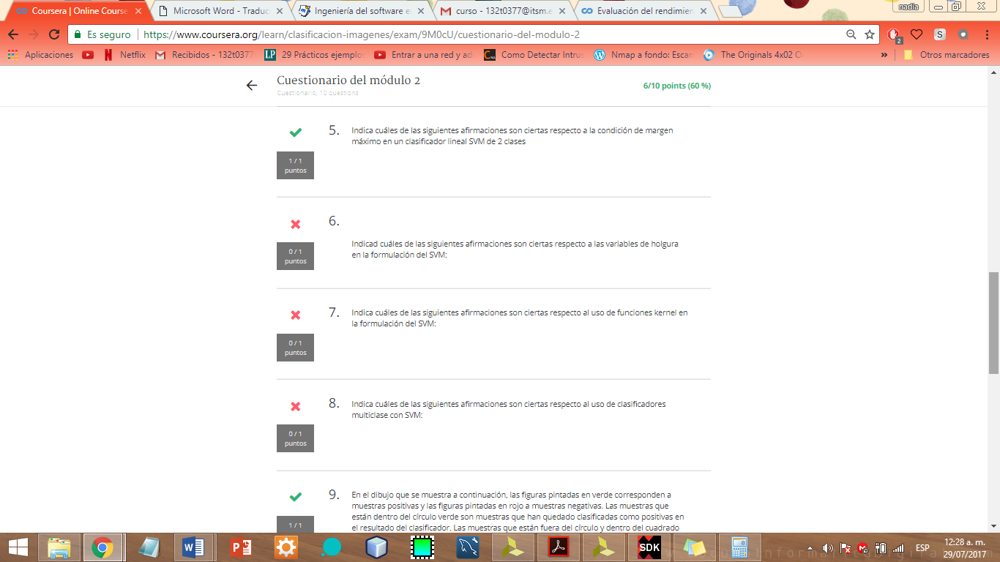 Coursera | Online Course
Microsoft Word - Traduc
Ingeniería del software e
curso - 132t0377@itsm.e
Evaluación del rendimien
nadia
Es seguro
https://www.coursera.org/learn/clasificacion-imagenes/exam/9M0cU/cuestionario-del-modulo-2
2
S
Aplicaciones
Netflix
Recibidos - 132t0377
LP 29 Prácticos ejemplo
Entrar a una red y ad
Como Detectar Intrus
Nmap a fondo: Escan
The Originals 4x02 O
»
Otros marcadores
Cuestionario del módulo 2
Cuestionario, 10 questions
6/10 points (60 %)
5.
Indica cuáles de las siguientes afirmaciones son ciertas respecto a la condición de margen
máximo en un clasificador lineal SVM de 2 clases
1 / 1
puntos
6.
Indicad cuáles de las siguientes afirmaciones son ciertas respecto a las variables de holgura
en la formulación del SVM:
0 / 1
puntos
7.
Indica cuáles de las siguientes afirmaciones son ciertas respecto al uso de funciones kernel en
la formulación del SVM:
0 / 1
puntos
8.
Indica cuáles de las siguientes afirmaciones son ciertas respecto al uso de clasificadores
multiclase con SVM:
0 / 1
puntos
9.
En el dibujo que se muestra a continuación, las figuras pintadas en verde corresponden a
muestras positivas y las figuras pintadas en rojo a muestras negativas. Las muestras que
están dentro del círculo verde son muestras que han quedado clasificadas como positivas en
el resultado del clasificador. Las muestras que están fuera del círculo y dentro del cuadrado
1 / 1
SDK
ESP
12:28 a. m.
29/07/2017